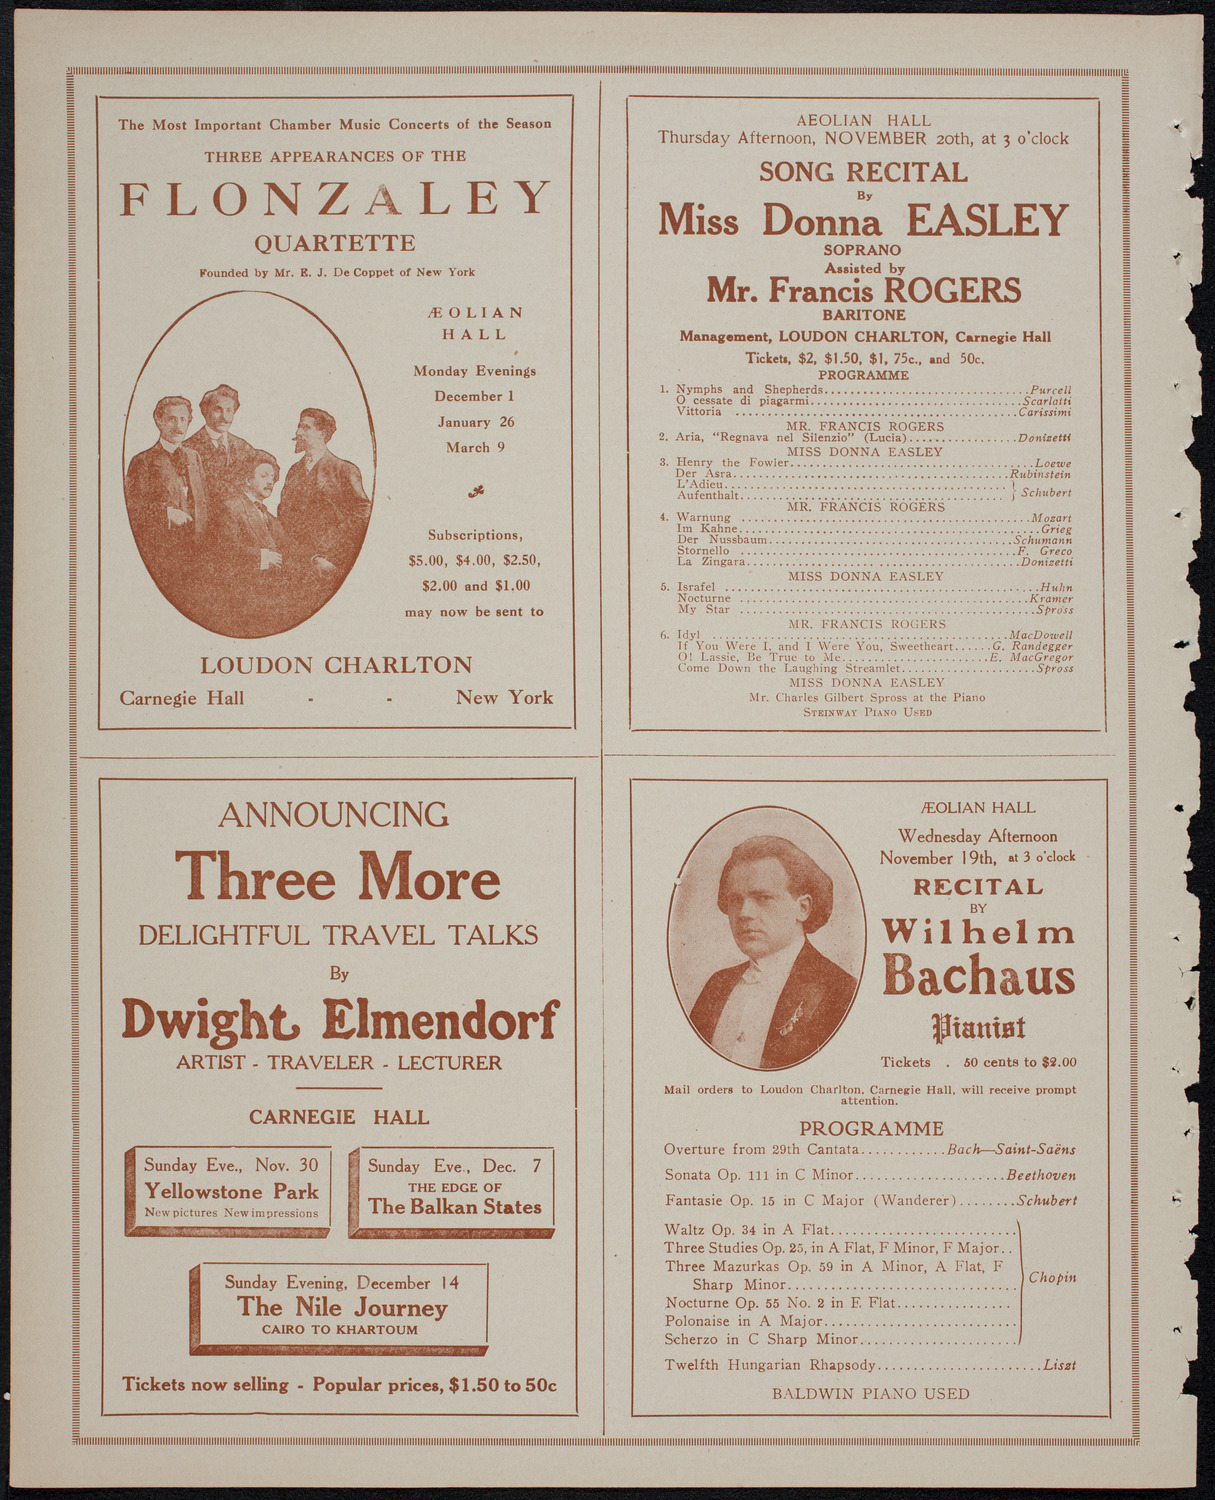 The Most Important Chamber Music Concerts of the Season
THREE APPEARANCES OF THE
FLONZALEY
QUARTETTE
Founded by Mr. E. J. De Coppet of New York
ÆOLIAN
HALL
Monday Evenings
December 1
January 26
March 9
Subscriptions,
$5.00, $4.00, $2.50,
$2.00 and $1.00
may now be sent to
LOUDON CHARLTON
Carnegie Hall - - New York
AEOLIAN HALL
Thursday Afternoon, NOVEMBER 20th, at 3 o'clock
SONG RECITAL
By
Miss Donna EASLEY
SOPRANO
Assisted by
Mr. Francis ROGERS
BARITONE
Management, LOUDON CHARLTON, Carnegie Hall
Tickets, $2, $1.50, $1, 75c., and 50c.
PROGRAMME
1. Nymphs and Shepherds..............................Purcell
O cessate di piagarmi..............................Scarlatti
Vittoria ..............................Carissimi
MR. FRANCIS ROGERS
2. Aria, "Regnava nel Silenzio" (Lucia)................Donizetti
MISS DONNA EASLEY
3. Henry the Fowler..............................Loewe
Der Asra..............................Rubinstein
L'Adieu..............................
Aufenthalt.............................. } Schubert
MR. FRANCIS ROGERS
4. Warnung ..............................Mozart
Im Kahne..............................Grieg
Der Nussbaum..............................Schumann
Stornello ..............................F. Greco
La Zingara..............................Donizetti
MISS DONNA EASLEY
5. Israfel ..............................Huhn
Nocturne ..............................Kramer
My Star ..............................Spross
MR. FRANCIS ROGERS
6. Idyl ..............................MacDowell
If You Were I, and I Were You, Sweetheart......G. Randegger
O! Lassie, Be True to Me......................E. MacGregor
Come Down the Laughing Streamlet....................Spross
MISS DONNA EASLEY
Mr. Charles Gilbert Spross at the Piano
STEINWAY PIANO USED
ANNOUNCING
Three More
DELIGHTFUL TRAVEL TALKS
By
Dwight Elmendorf
ARTIST - TRAVELER - LECTURER
CARNEGIE HALL
Sunday Eve., Nov. 30
Yellowstone Park
New pictures New impressions
Sunday Eve., Dec. 7
THE EDGE OF
The Balkan States
Sunday Evening, December 14
The Nile Journey
CAIRO TO KHARTOUM
Tickets now selling - Popular prices, $1.50 to 50c
ÆOLIAN HALL
Wednesday Afternoon
November 19th, at 3 o'clock
RECITAL
BY
Wilhelm
Bachaus
Pianist
Tickets . 50 cents to $2.00
Mail orders to Loudon Charlton, Carnegie Hall, will receive prompt
attention.
PROGRAMME
Overture from 29th Cantata............Bach—Saint-Saëns
Sonata Op. 111 in C Minor.....................Beethoven
Fantasie Op. 15 in C Major (Wanderer)........Schubert
Waltz Op. 34 in A Flat..........................
Three Studies Op. 25, in A Flat, F Minor, F Major..
Three Mazurkas Op. 59 in A Minor, A Flat, F
Sharp Minor................................
Chopin
Nocturne Op. 55 No. 2 in E Flat................
Polonaise in A Major...........................
Scherzo in C Sharp Minor......................
Twelfth Hungarian Rhapsody.......................Liszt
BALDWIN PIANO USED